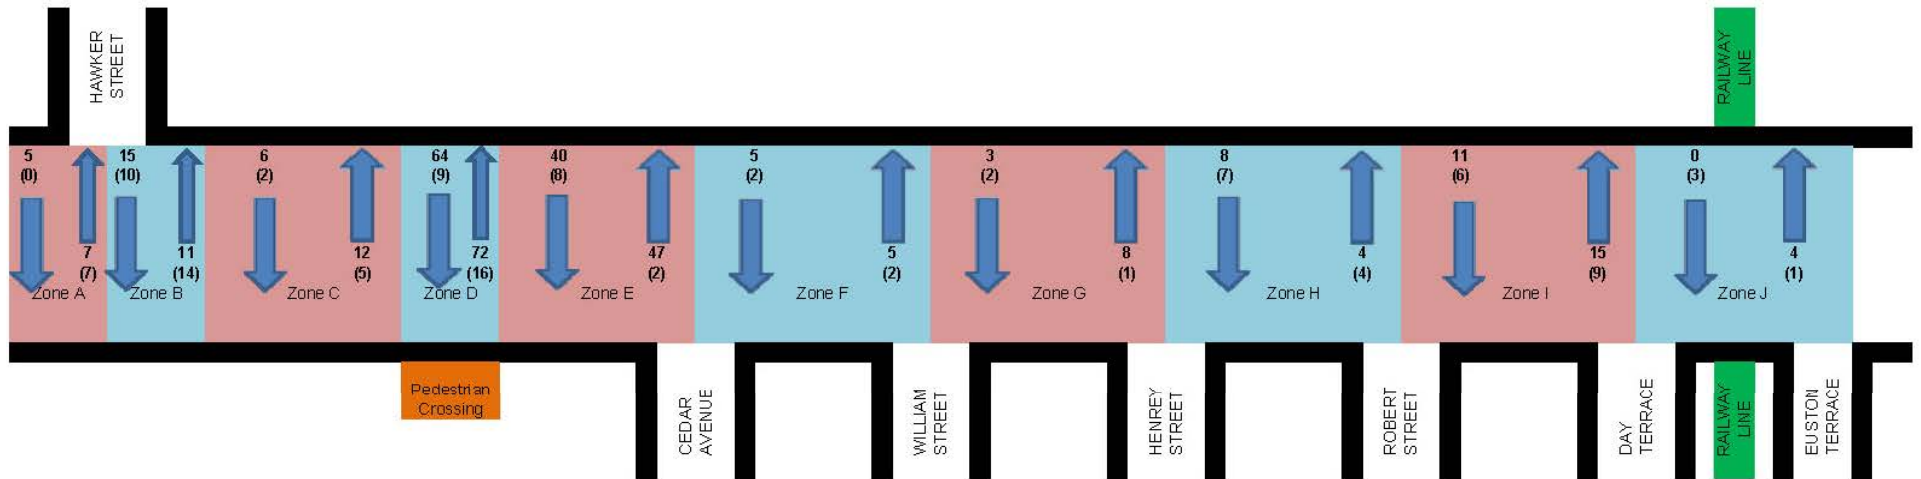 HAWKER
STREET
RAILWAY
LINE
5
(0)
7
(7)
Zone A
15
(10)
11
(14)
Zone B
6
(2)
12
(5)
Zone C
64
(9)
72
(16)
Zone D
40
(8)
47
(2)
Zone E
5
(2)
5
(2)
Zone F
3
(2)
8
(1)
Zone G
8
(7)
4
(4)
Zone H
11
(6)
15
(9)
Zone I
0
(3)
4
(1)
Zone J
Pedestrian
Crossing
CEDAR
AVENUE
WILLIAM
STREET
HENREY
STREET
ROBERT
STREET
DAY
TERRACE
RAILWAY
LINE
EUSTON
TERRACE